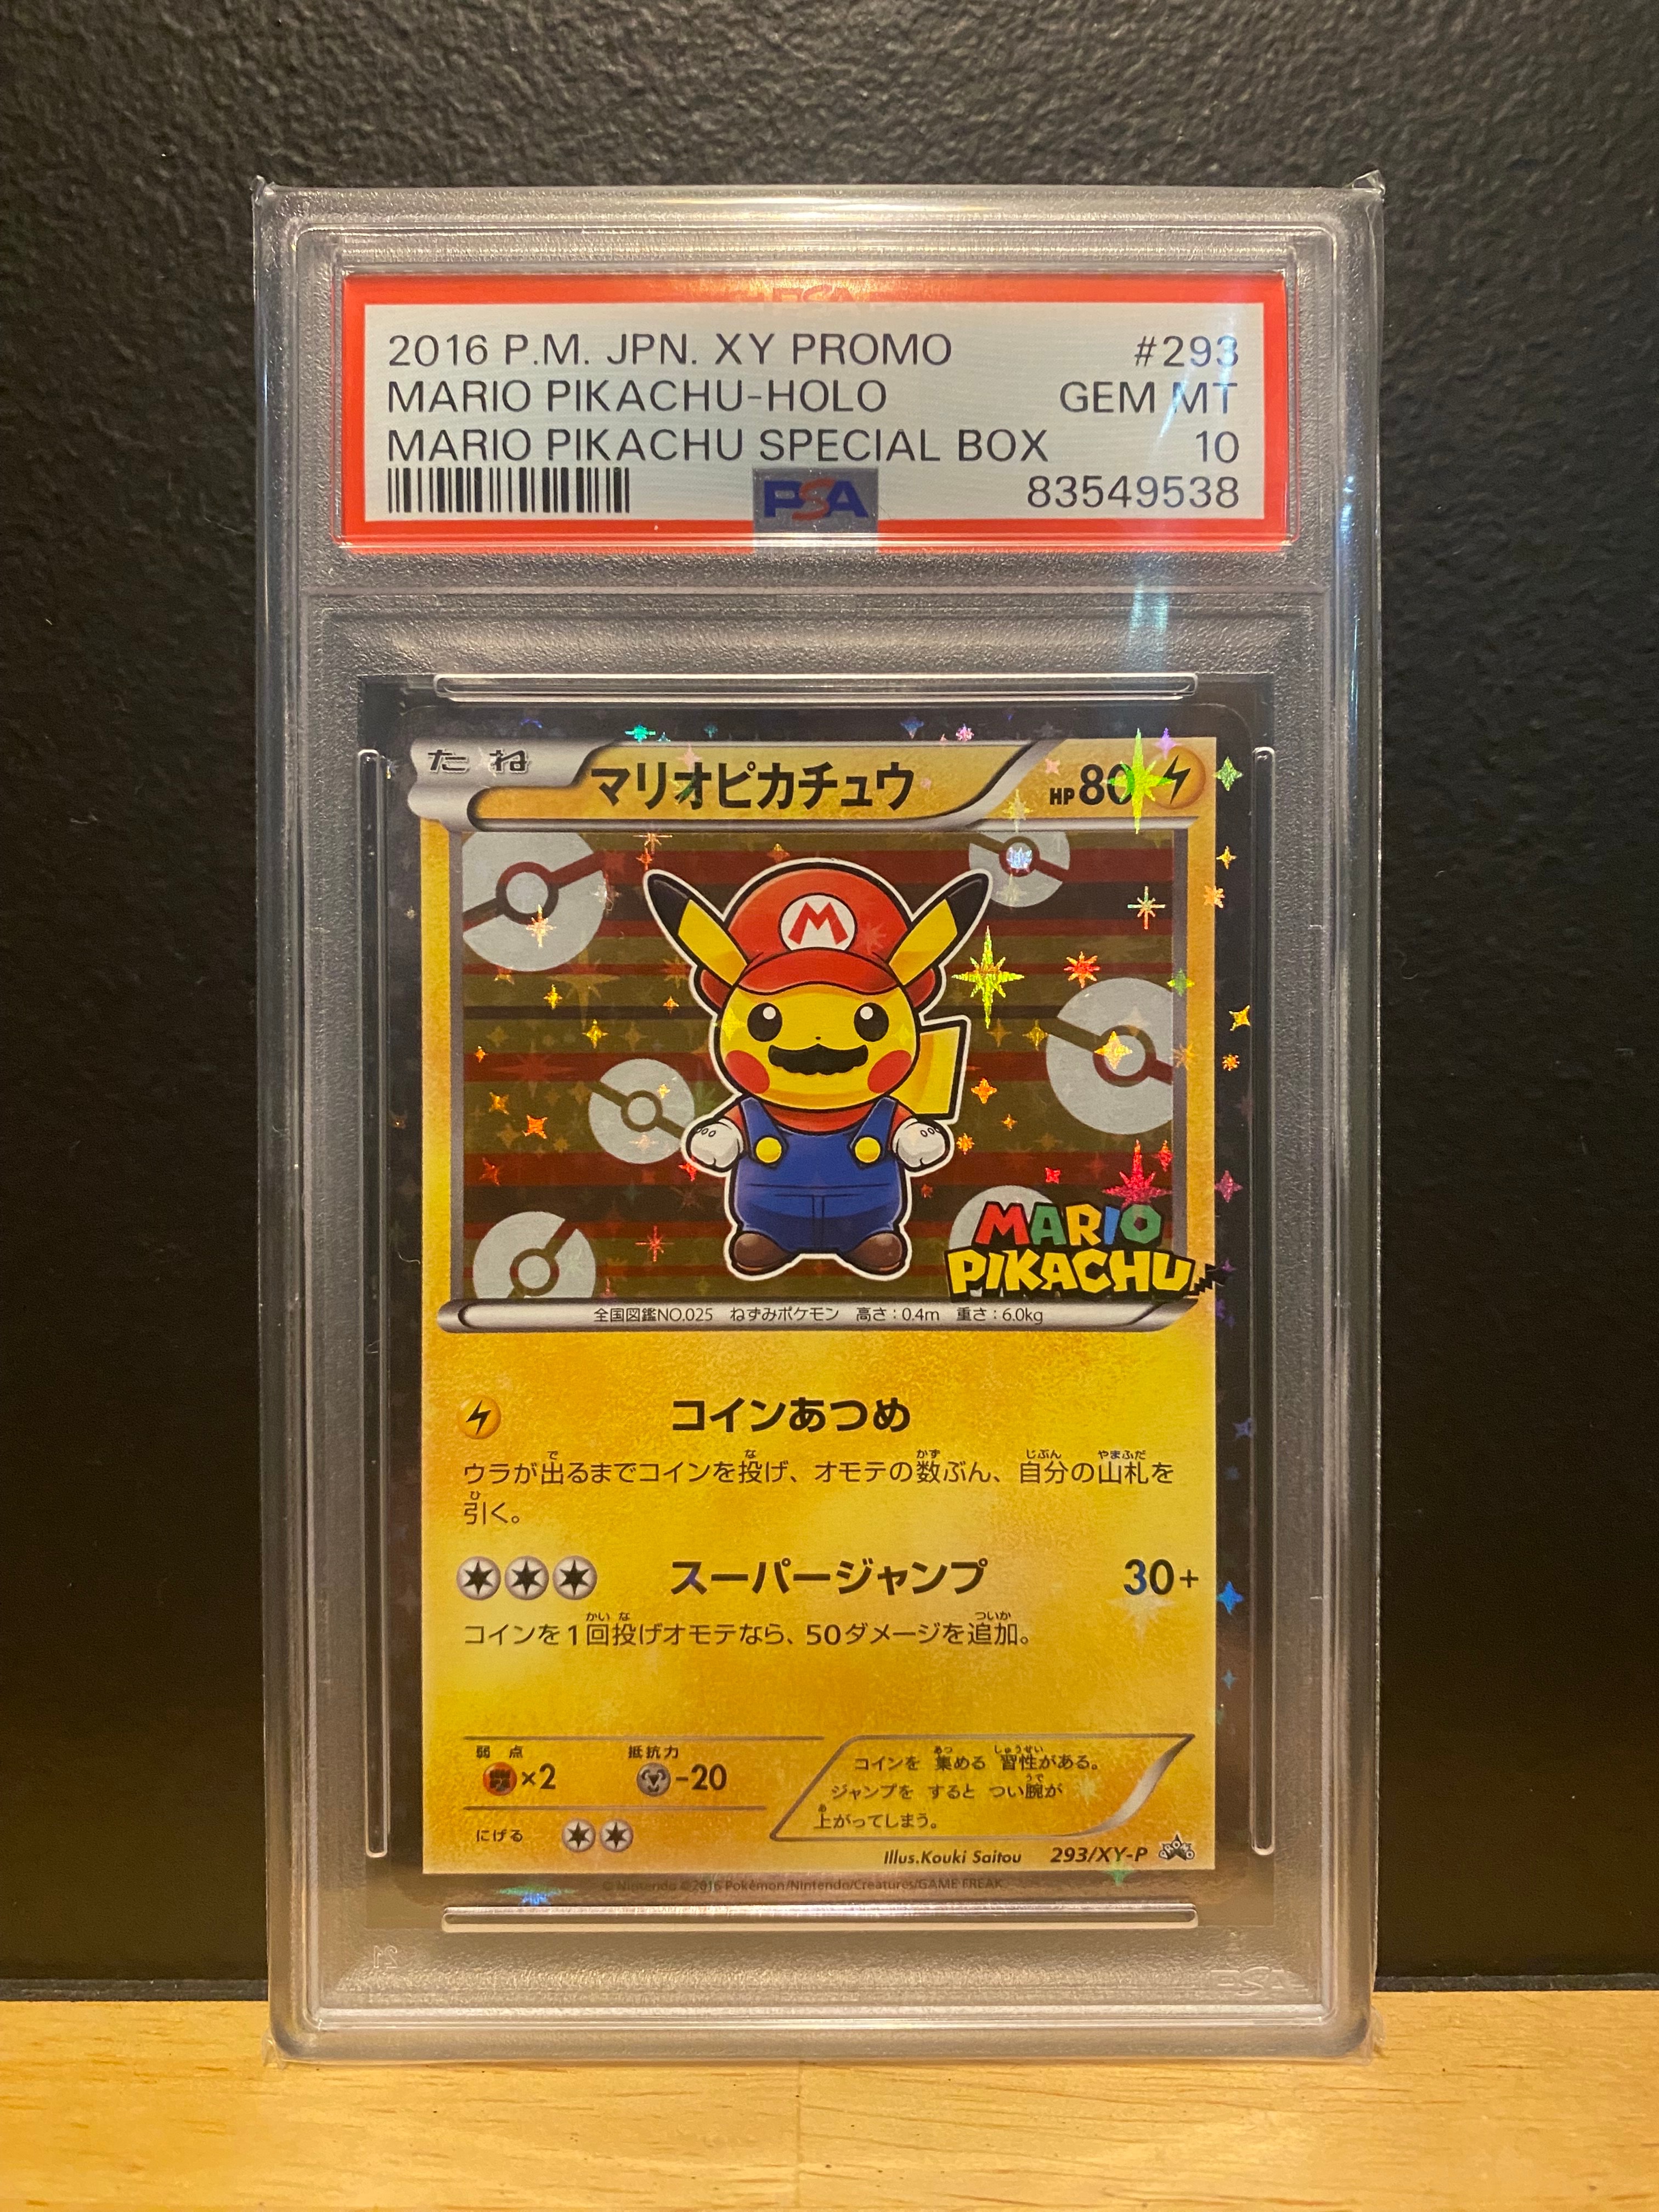 2016 P.M. JPN. XY PROMO #293
MARIO PIKACHU-HOLO GEM MT
MARIO PIKACHU SPECIAL BOX 10
PSA 83549538
たね マリオピカチュウ HP80
M
MARIO
PIKACHU
全国図鑑NO.025 ねずみポケモン 高さ:0.4m 重さ:6.0kg
コインあつめ
ウラが出るまでコインを投げ、オモテの数ぶん、自分の山札を
引く。
スーパージャンプ 30+
コインを1回投げオモテなら、50ダメージを追加。
弱点 抵抗力
×2 -20
にげる
コインを 集める 習性がある。
ジャンプを すると つい腕が
上がってしまう。
Illus.Kouki Saitou 293/XY-P
© Nintendo ©2016 Pokémon/Nintendo/Creatures/GAME FREAK